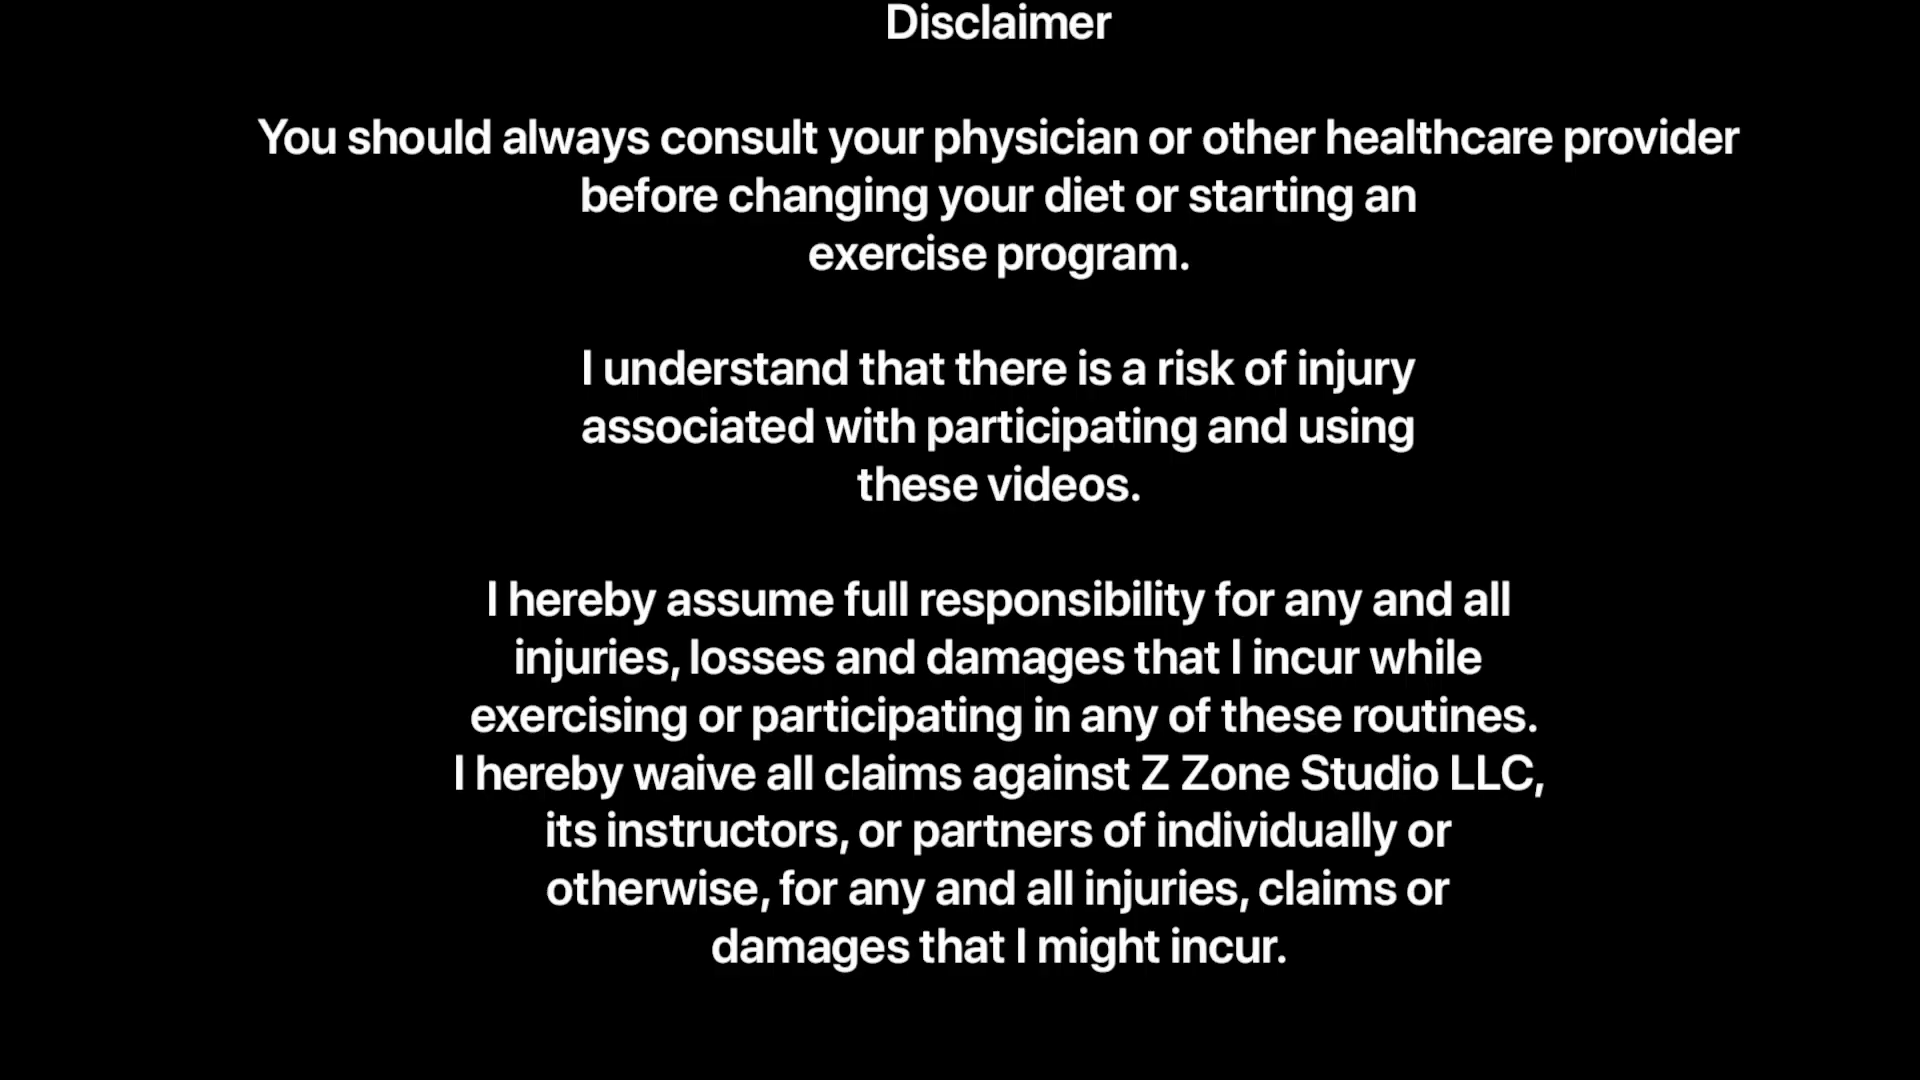 Disclaimer
You should always consult your physician or other healthcare provider
before changing your diet or starting an
exercise program.
I understand that there is a risk of injury
associated with participating and using
these videos.
I hereby assume full responsibility for any and all
injuries, losses and damages that I incur while
exercising or participating in any of these routines.
I hereby waive all claims against Z Zone Studio LLC,
its instructors, or partners of individually or
otherwise, for any and all injuries, claims or
damages that I might incur.